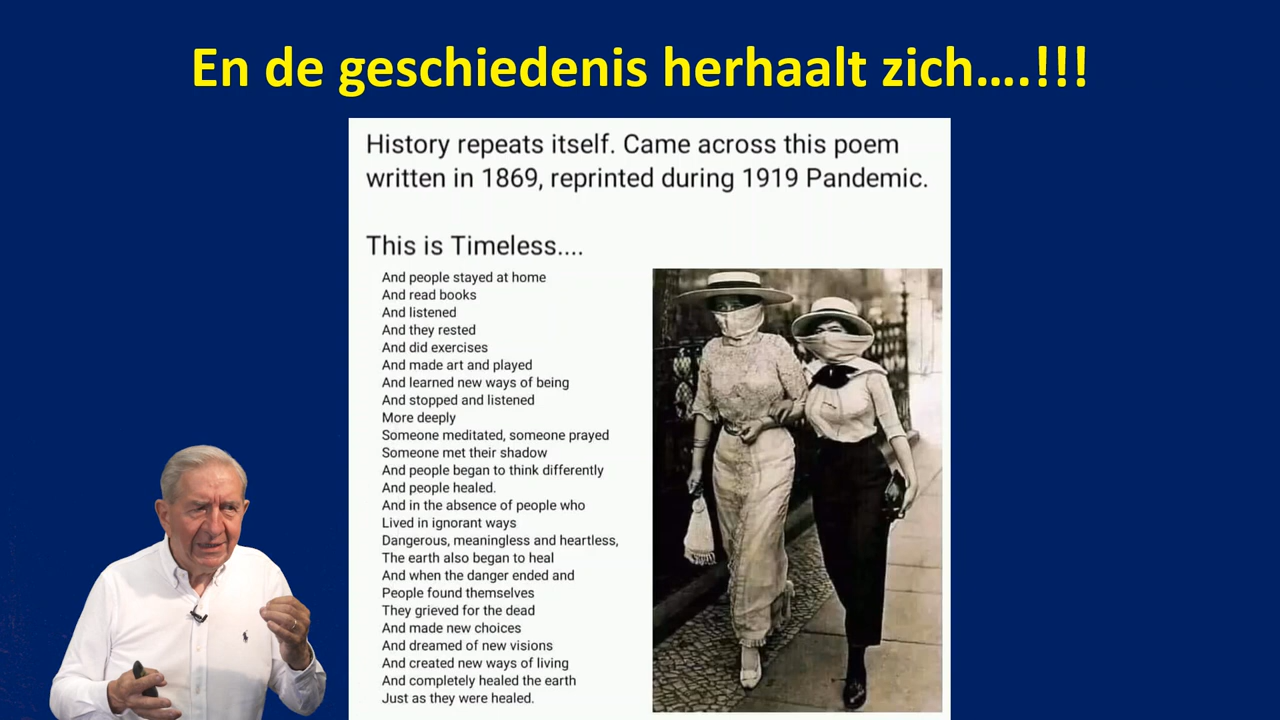 En de geschiedenis herhaalt zich....!!!
History repeats itself. Came across this poem
written in 1869, reprinted during 1919 Pandemic.
This is Timeless....
And people stayed at home
And read books
And listened
And they rested
And did exercises
And made art and played
And learned new ways of being
And stopped and listened
More deeply
Someone meditated, someone prayed
Someone met their shadow
And people began to think differently
And people healed.
And in the absence of people who
Lived in ignorant ways
Dangerous, meaningless and heartless,
The earth also began to heal
And when the danger ended and
People found themselves
They grieved for the dead
And made new choices
And dreamed of new visions
And created new ways of living
And completely healed the earth
Just as they were healed.